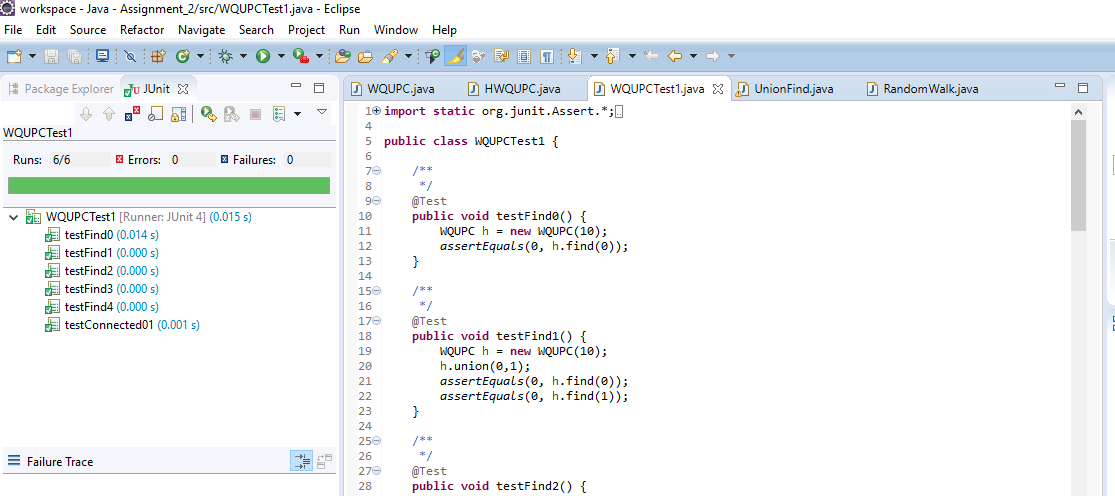 workspace - Java - Assignment_2/src/WQUPCTest1.java - Eclipse
File Edit Source Refactor Navigate Search Project Run Window Help
Package Explorer JUnit
WQUPCTest1
Runs: 6/6 Errors: 0 Failures: 0
WQUPCTest1 [Runner: JUnit 4] (0.015 s)
testFind0 (0.014 s)
testFind1 (0.000 s)
testFind2 (0.000 s)
testFind3 (0.000 s)
testFind4 (0.000 s)
testConnected01 (0.001 s)
Failure Trace
WQUPC.java HWQUPC.java WQUPCTest1.java UnionFind.java RandomWalk.java
1 import static org.junit.Assert.*;
4
5 public class WQUPCTest1 {
6
7 /**
8 */
9 @Test
10 public void testFind0() {
11 WQUPC h = new WQUPC(10);
12 assertEquals(0, h.find(0));
13 }
14
15 /**
16 */
17 @Test
18 public void testFind1() {
19 WQUPC h = new WQUPC(10);
20 h.union(0,1);
21 assertEquals(0, h.find(0));
22 assertEquals(0, h.find(1));
23 }
24
25 /**
26 */
27 @Test
28 public void testFind2() {